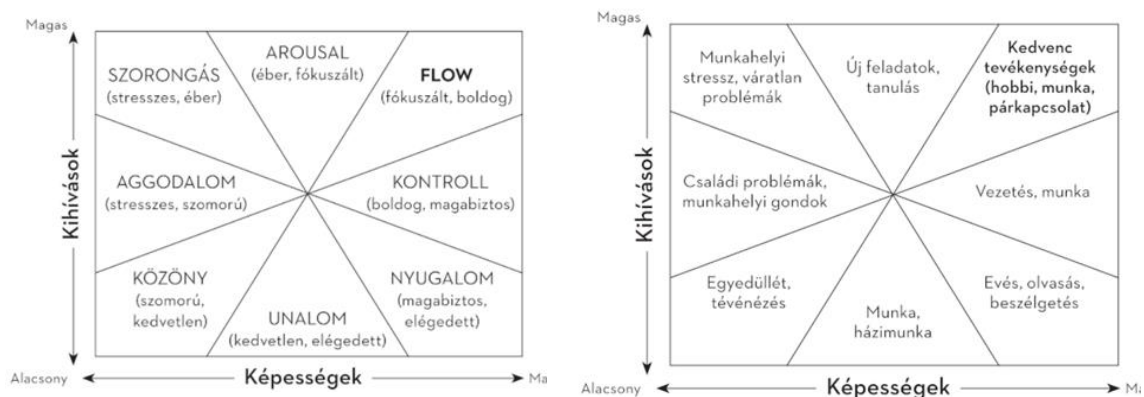 Magas
AROUSAL
(éber, fókuszált)
SZORONGÁS
(stresszes, éber)
FLOW
(fókuszált, boldog)
AGGODALOM
(stresszes, szomorú)
KONTROLL
(boldog, magabiztos)
KÖZÖNY
(szomorú,
kedvetlen)
UNALOM
(kedvetlen, elégedett)
NYUGALOM
(magabiztos,
elégedett)
Kihívások
Alacsony
Képességek
Ma
Magas
Munkahelyi
stressz, váratlan
problémák
Új feladatok,
tanulás
Kedvenc
tevékenységek
(hobbi, munka,
párkapcsolat)
Családi problémák,
munkahelyi gondok
Vezetés, munka
Egyedüllét,
tévénézés
Munka,
házimunka
Evés, olvasás,
beszélgetés
Kihívások
Alacsony
Képességek
Ma